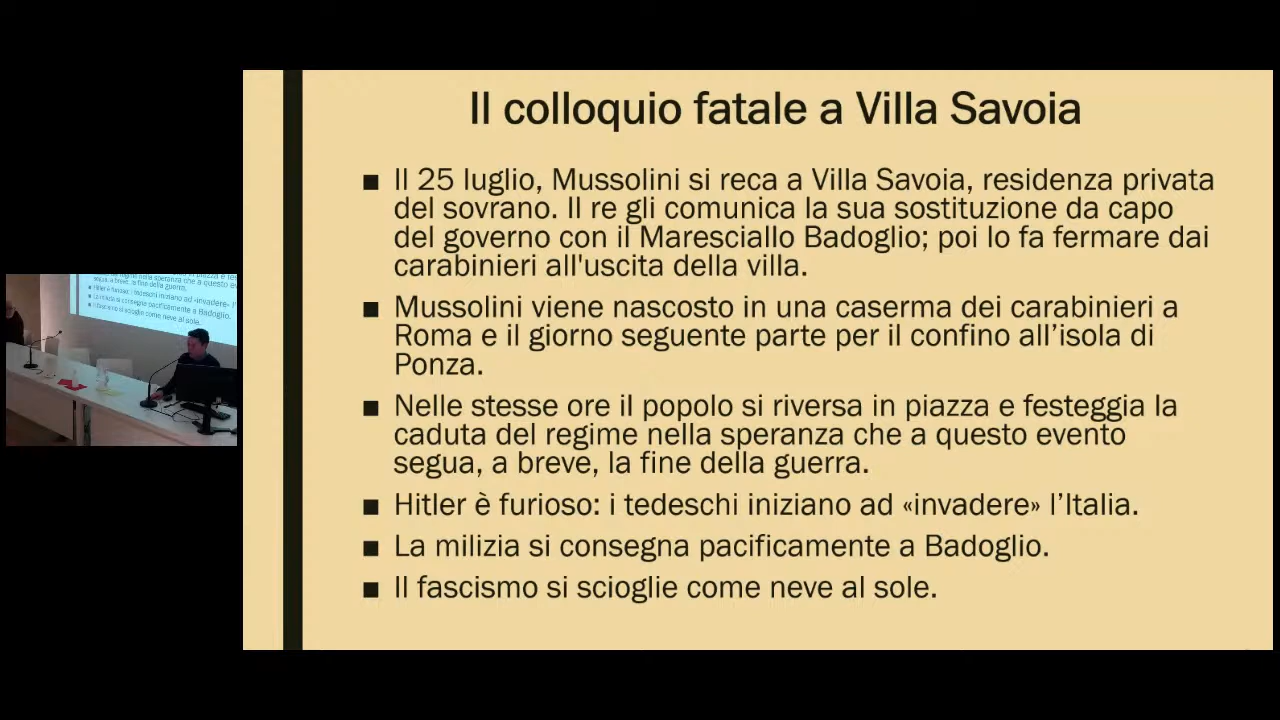 Il colloquio fatale a Villa Savoia
■ Il 25 luglio, Mussolini si reca a Villa Savoia, residenza privata
del sovrano. Il re gli comunica la sua sostituzione da capo
del governo con il Maresciallo Badoglio; poi lo fa fermare dai
carabinieri all'uscita della villa.
■ Mussolini viene nascosto in una caserma dei carabinieri a
Roma e il giorno seguente parte per il confino all’isola di
Ponza.
■ Nelle stesse ore il popolo si riversa in piazza e festeggia la
caduta del regime nella speranza che a questo evento
segua, a breve, la fine della guerra.
■ Hitler è furioso: i tedeschi iniziano ad «invadere» l’Italia.
■ La milizia si consegna pacificamente a Badoglio.
■ Il fascismo si scioglie come neve al sole.